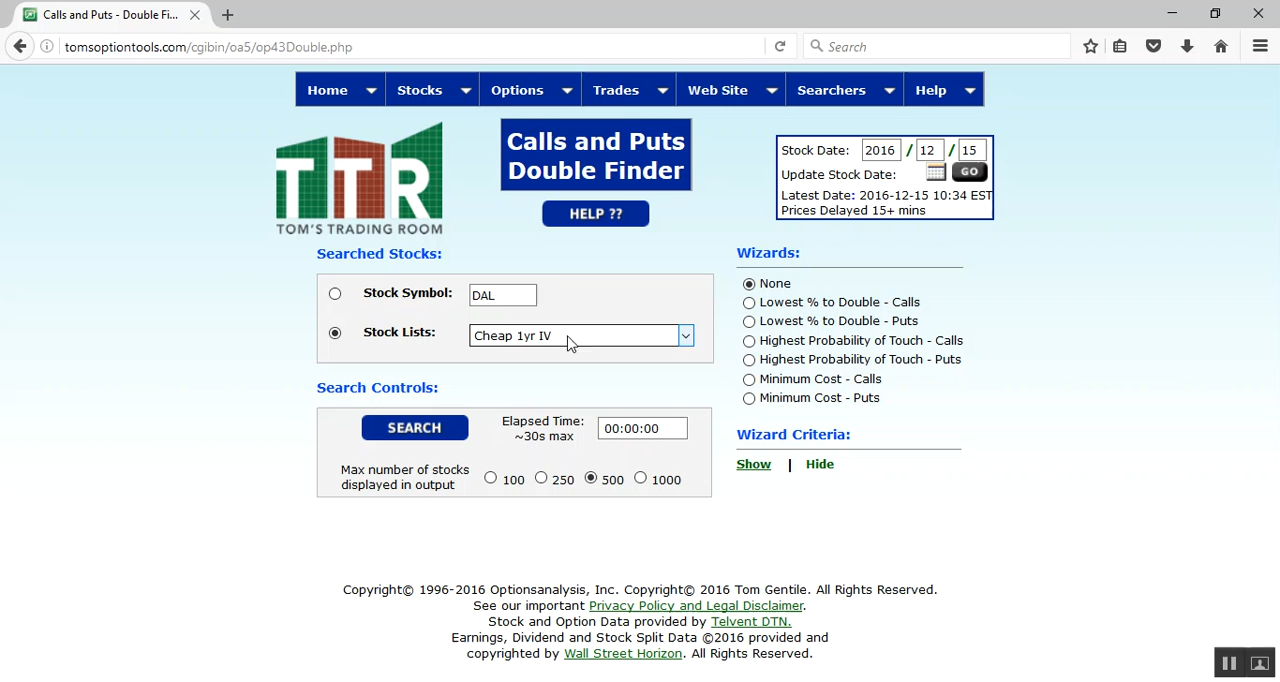 Calls and Puts - Double Fi...
tomsoptiontools.com/cgibin/oa5/op43Double.php
Search
Home
Stocks
Options
Trades
Web Site
Searchers
Help
TTR
TOM'S TRADING ROOM
Calls and Puts
Double Finder
HELP ??
Stock Date: 2016 / 12 / 15
Update Stock Date: GO
Latest Date: 2016-12-15 10:34 EST
Prices Delayed 15+ mins
Searched Stocks:
Stock Symbol: DAL
Stock Lists: Cheap 1yr IV
Search Controls:
SEARCH
Elapsed Time:
~30s max
00:00:00
Max number of stocks
displayed in output
100 250 500 1000
Wizards:
None
Lowest % to Double - Calls
Lowest % to Double - Puts
Highest Probability of Touch - Calls
Highest Probability of Touch - Puts
Minimum Cost - Calls
Minimum Cost - Puts
Wizard Criteria:
Show | Hide
Copyright© 1996-2016 Optionsanalysis, Inc. Copyright© 2016 Tom Gentile. All Rights Reserved.
See our important Privacy Policy and Legal Disclaimer.
Stock and Option Data provided by Telvent DTN.
Earnings, Dividend and Stock Split Data ©2016 provided and
copyrighted by Wall Street Horizon. All Rights Reserved.